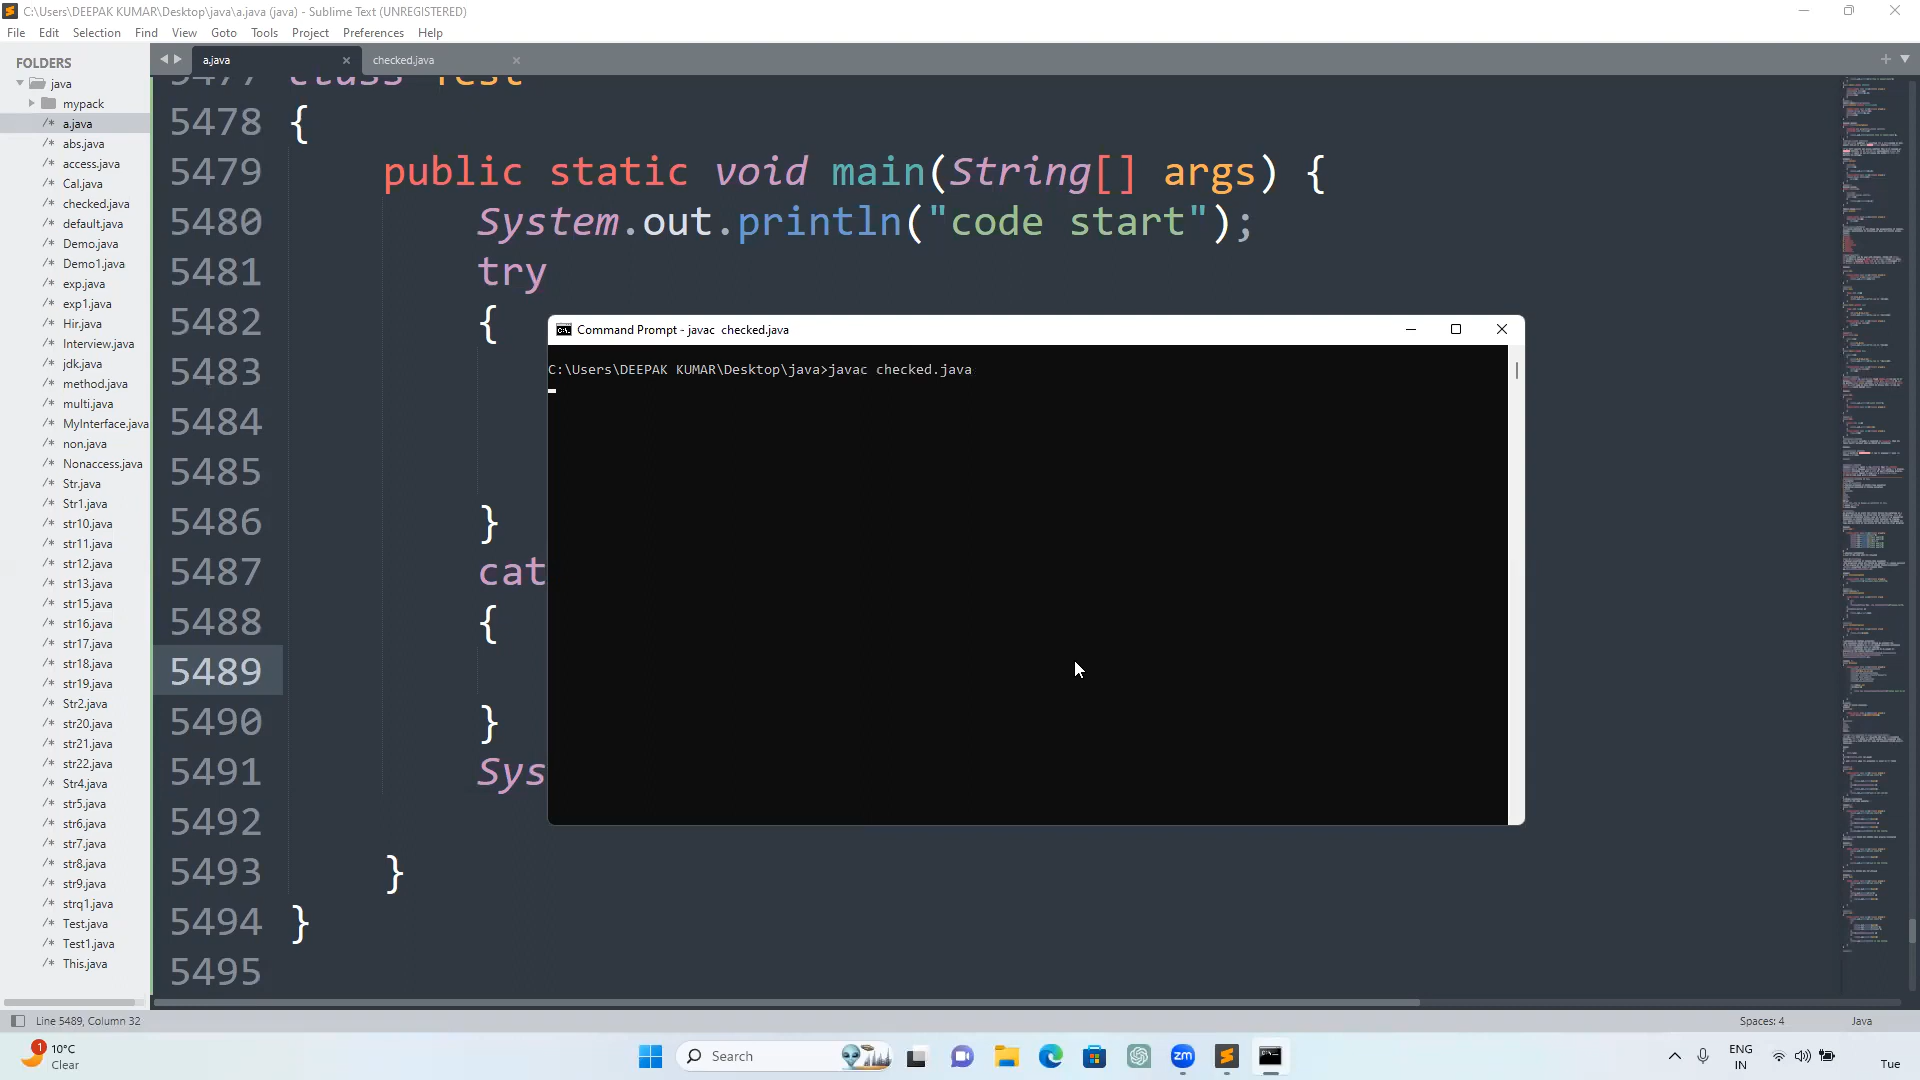 C:\Users\DEEPAK KUMAR\Desktop\java\a.java (java) - Sublime Text (UNREGISTERED)
File Edit Selection Find View Goto Tools Project Preferences Help
FOLDERS
java
mypack
/* a.java
/* abs.java
/* access.java
/* Cal.java
/* checked.java
/* default.java
/* Demo.java
/* Demo1.java
/* exp.java
/* exp1.java
/* Hir.java
/* Interview.java
/* jdk.java
/* method.java
/* multi.java
/* MyInterface.java
/* non.java
/* Nonaccess.java
/* Str.java
/* Str1.java
/* str10.java
/* str11.java
/* str12.java
/* str13.java
/* str15.java
/* str16.java
/* str17.java
/* str18.java
/* str19.java
/* Str2.java
/* str20.java
/* str21.java
/* str22.java
/* Str4.java
/* str5.java
/* str6.java
/* str7.java
/* str8.java
/* str9.java
/* strq1.java
/* Test.java
/* Test1.java
/* This.java
a.java
checked.java
5477 class Test
5478 {
5479 public static void main(String[] args) {
5480 System.out.println("code start");
5481 try
5482 {
5483
5484
5485
5486 }
5487 cat
5488 {
5489
5490 }
5491 Sys
5492
5493 }
5494 }
5495
Command Prompt - javac  checked.java
C:\Users\DEEPAK KUMAR\Desktop\java>javac checked.java
Line 5489, Column 32
Spaces: 4
Java
1
10°C
Clear
Search
zm
ENG
IN
Tue